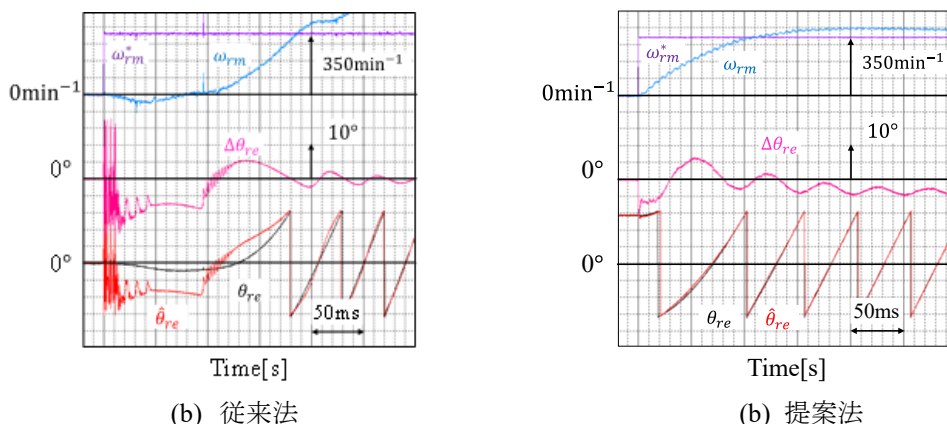 ω*rm
ωrm
350min⁻¹
0min⁻¹
10°
Δθre
0°
0°
θre
θ̂re
50ms
Time[s]
(b) 従来法
ω*rm
ωrm
350min⁻¹
0min⁻¹
10°
Δθre
0°
0°
θre
θ̂re
50ms
Time[s]
(b) 提案法